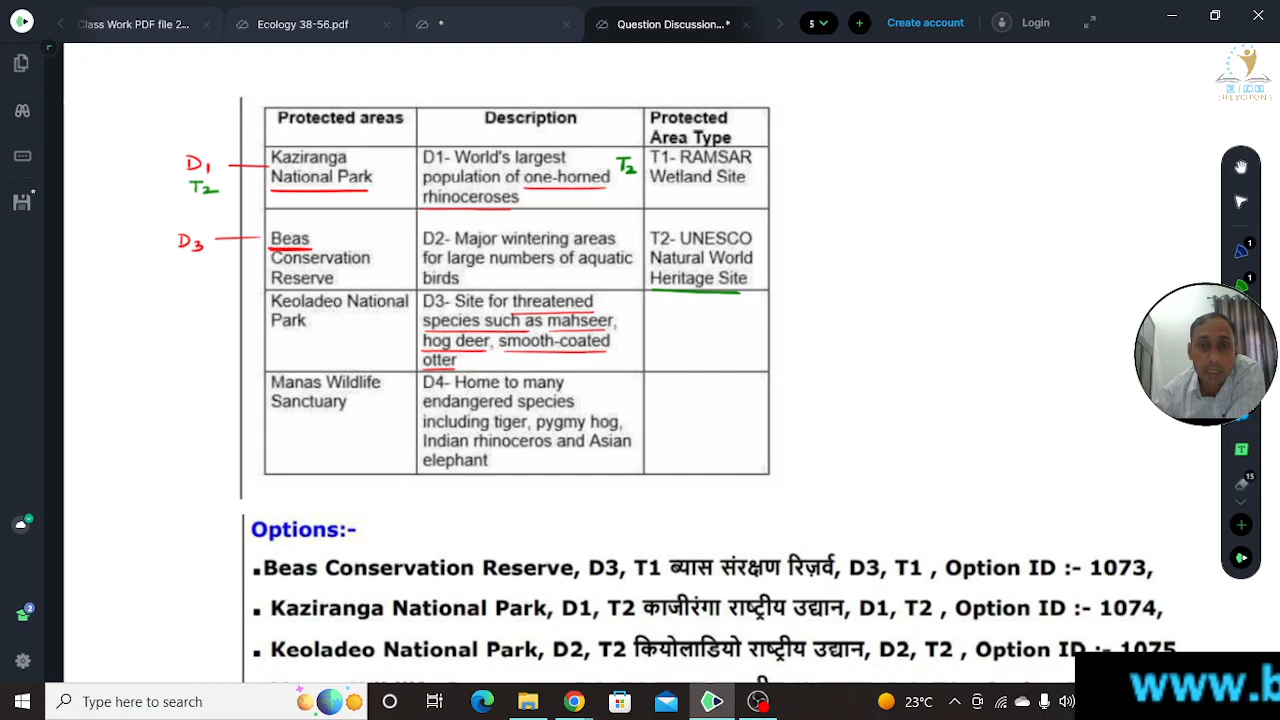 Class Work PDF file 2...
Ecology 38-56.pdf
*
Question Discussion...*
5
Create account
Login
Protected areas
Description
Protected
Area Type
D1
T2
Kaziranga
National Park
D1- World's largest
population of one-horned
rhinoceroses
T2
T1- RAMSAR
Wetland Site
D3
Beas
Conservation
Reserve
D2- Major wintering areas
for large numbers of aquatic
birds
T2- UNESCO
Natural World
Heritage Site
Keoladeo National
Park
D3- Site for threatened
species such as mahseer,
hog deer, smooth-coated
otter
Manas Wildlife
Sanctuary
D4- Home to many
endangered species
including tiger, pygmy hog,
Indian rhinoceros and Asian
elephant
Options:-
▪Beas Conservation Reserve, D3, T1 ब्यास संरक्षण रिज़र्व, D3, T1 , Option ID :- 1073,
▪ Kaziranga National Park, D1, T2 काजीरंगा राष्ट्रीय उद्यान, D1, T2 , Option ID :- 1074,
▪ Keoladeo National Park, D2, T2 कियोलाडियो राष्ट्रीय उद्यान, D2, T2 , Option ID :- 1075
www.b
1
1
15
2
Type here to search
23°C